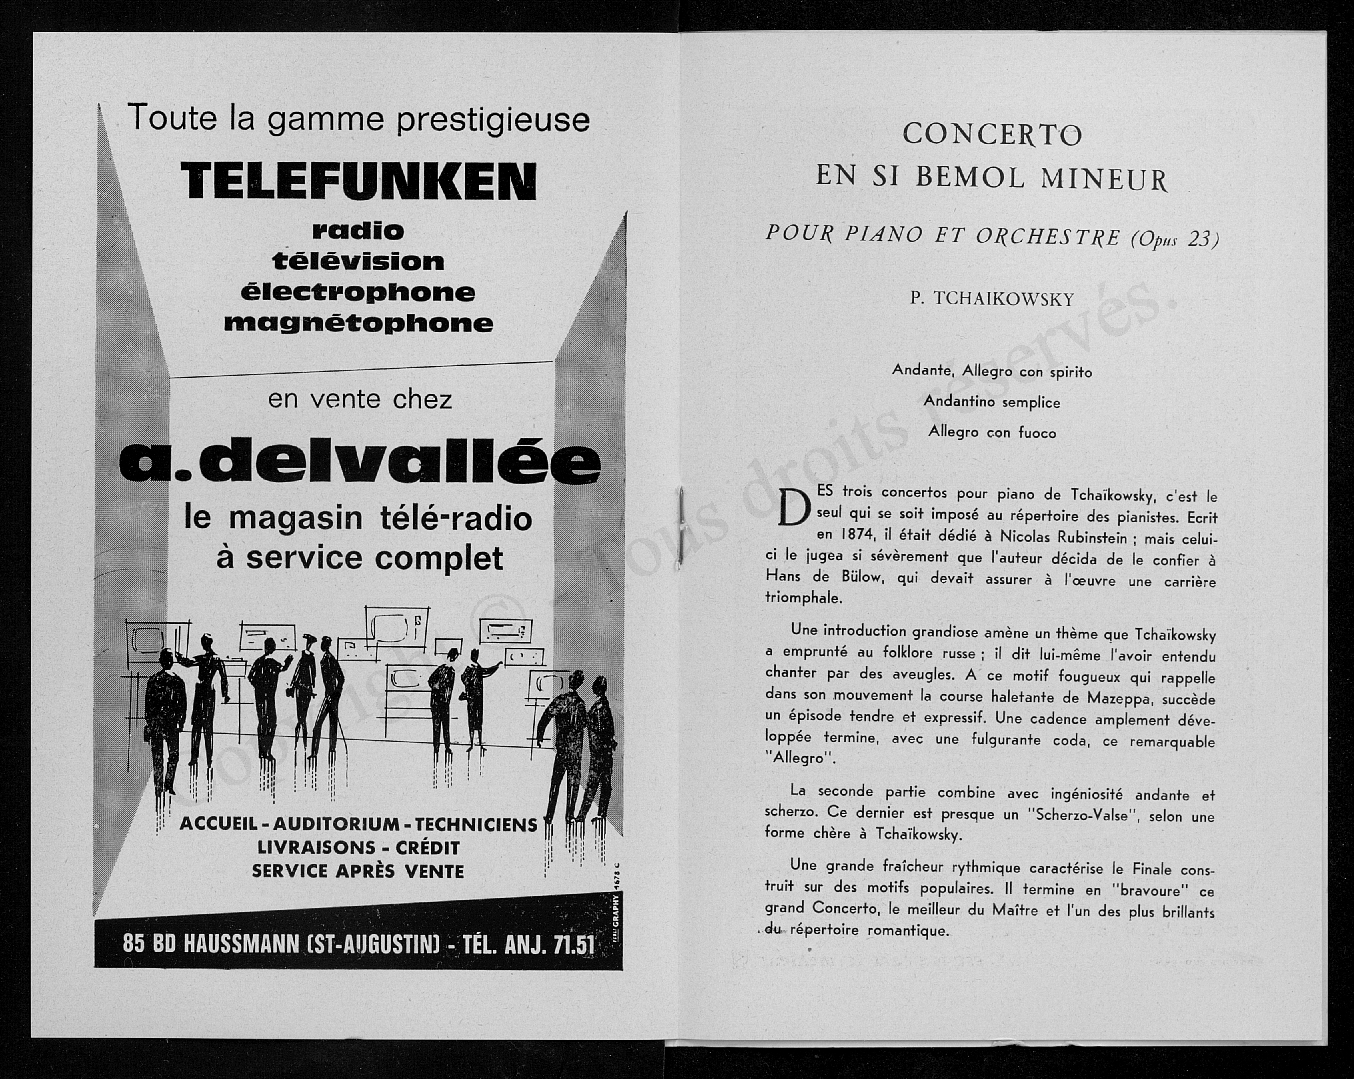 Toute la gamme prestigieuse
TELEFUNKEN
radio
télévision
électrophone
magnétophone
en vente chez
a.delvallée
le magasin télé-radio
à service complet
ACCUEIL - AUDITORIUM - TECHNICIENS
LIVRAISONS - CRÉDIT
SERVICE APRÈS VENTE
GRAPHY 4678 C
85 BD HAUSSMANN (ST-AUGUSTIN) - TÉL. ANJ. 71.51
CONCERTO
EN SI BEMOL MINEUR
POUR PIANO ET ORCHESTRE (Opus 23)
P. TCHAIKOWSKY
Andante, Allegro con spirito
Andantino semplice
Allegro con fuoco
DES trois concertos pour piano de Tchaïkowsky, c'est le
seul qui se soit imposé au répertoire des pianistes. Ecrit
en 1874, il était dédié à Nicolas Rubinstein ; mais celui-
ci le jugea si sévèrement que l'auteur décida de le confier à
Hans de Bülow, qui devait assurer à l'œuvre une carrière
triomphale.
Une introduction grandiose amène un thème que Tchaïkowsky
a emprunté au folklore russe ; il dit lui-même l'avoir entendu
chanter par des aveugles. A ce motif fougueux qui rappelle
dans son mouvement la course haletante de Mazeppa, succède
un épisode tendre et expressif. Une cadence amplement déve-
loppée termine, avec une fulgurante coda, ce remarquable
"Allegro".
La seconde partie combine avec ingéniosité andante et
scherzo. Ce dernier est presque un "Scherzo-Valse", selon une
forme chère à Tchaïkowsky.
Une grande fraîcheur rythmique caractérise le Finale cons-
truit sur des motifs populaires. Il termine en "bravoure" ce
grand Concerto, le meilleur du Maître et l'un des plus brillants
du répertoire romantique.
Copyright © Tous droits réservés.